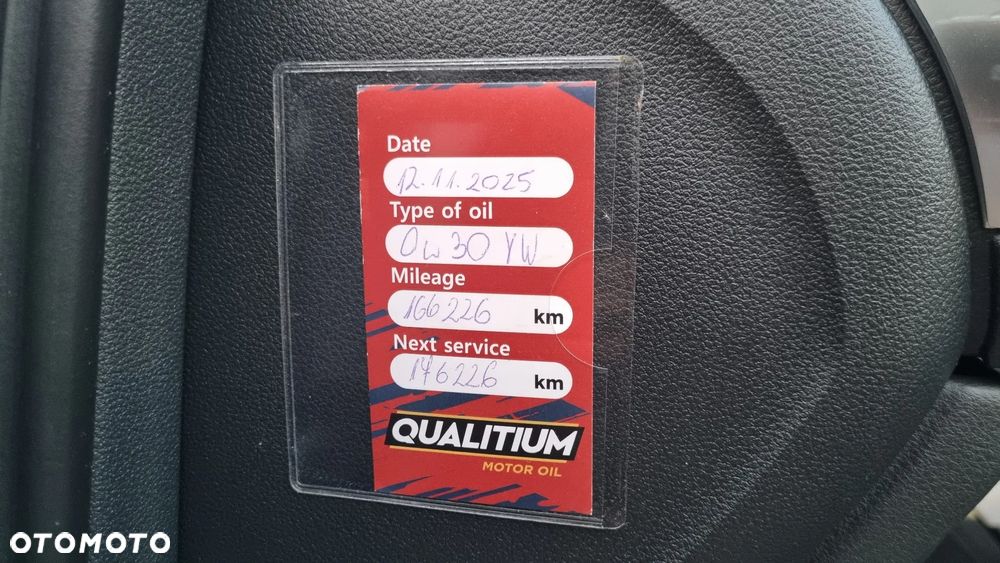 Date
12.11.2025
Type of oil
0w30 VW
Mileage
166226 km
Next service
176226 km
QUALITIUM
MOTOR OIL
OTOMOTO